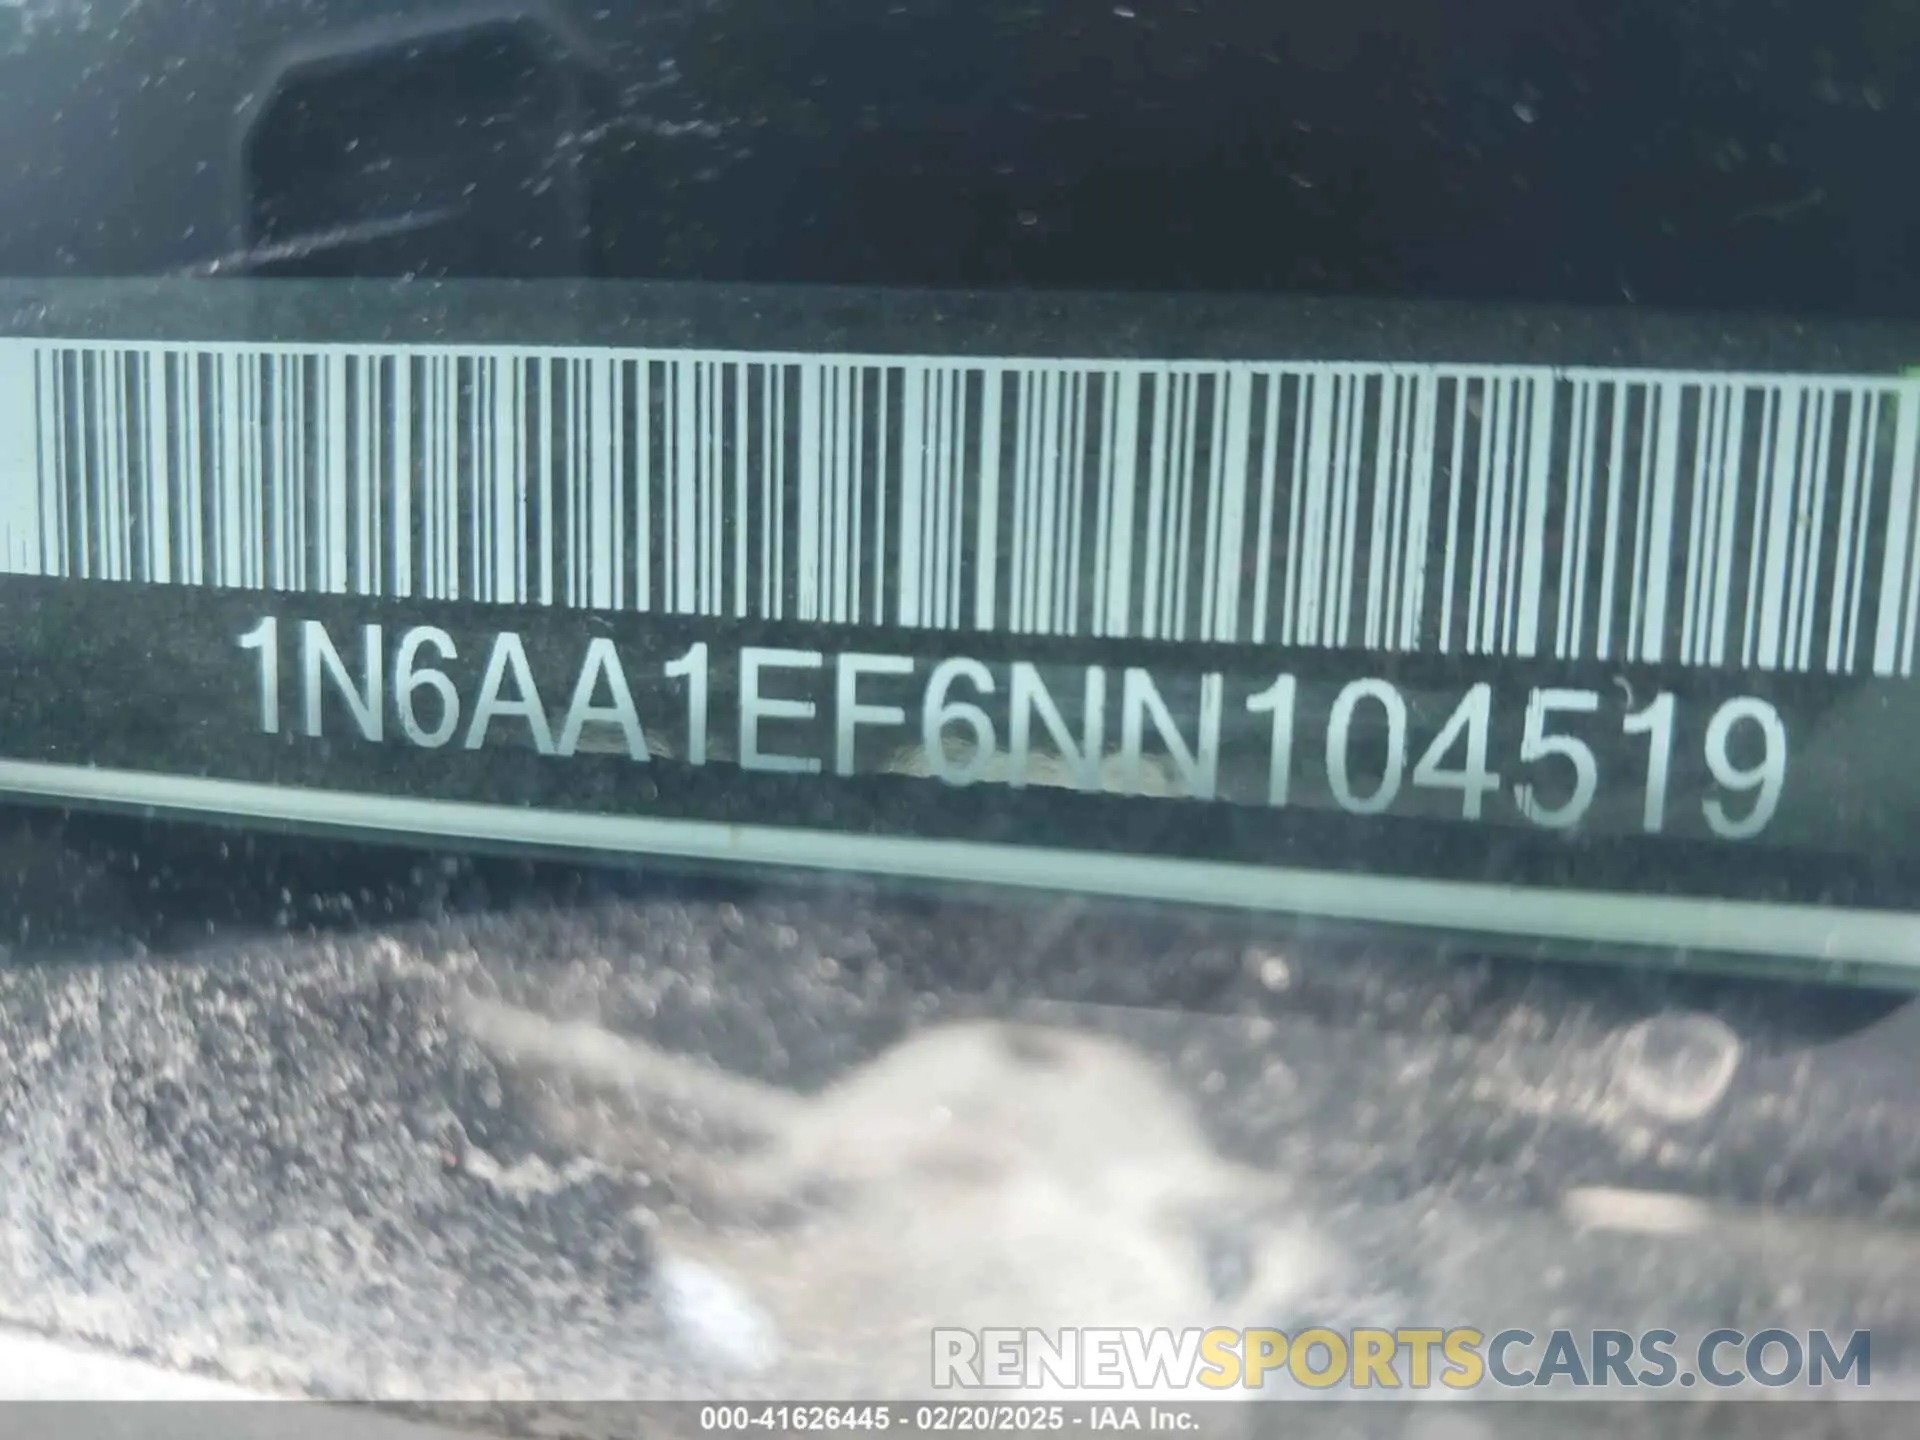 1N6AA1EF6NN104519
RENEWSPORTSCARS.COM
000-41626445 - 02/20/2025 - IAA Inc.